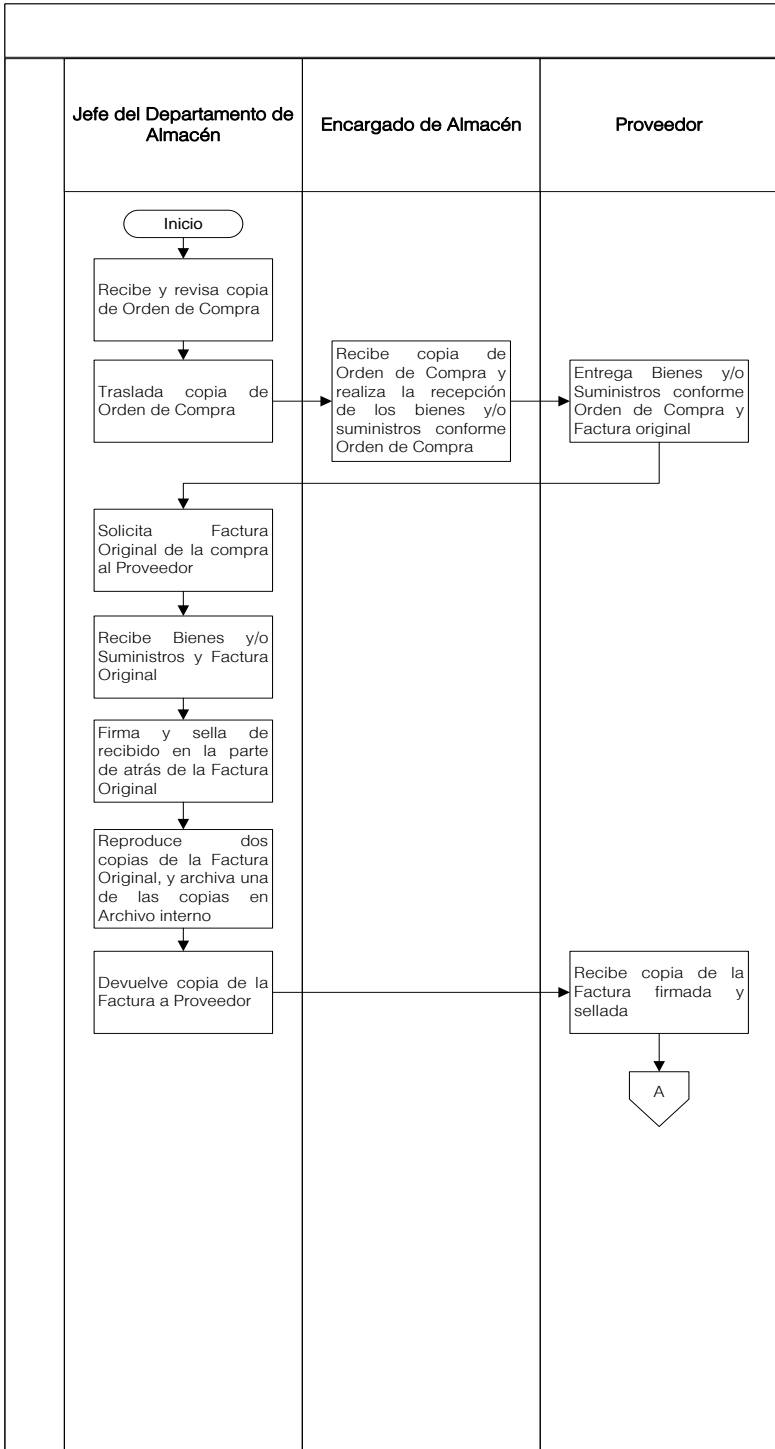 Jefe del Departamento de
Almacén
Encargado de Almacén
Proveedor
Inicio
Recibe y revisa copia
de Orden de Compra
Traslada copia de
Orden de Compra
Recibe copia de
Orden de Compra y
realiza la recepción
de los bienes y/o
suministros conforme
Orden de Compra
Entrega Bienes y/o
Suministros conforme
Orden de Compra y
Factura original
Solicita Factura
Original de la compra
al Proveedor
Recibe Bienes y/o
Suministros y Factura
Original
Firma y sella de
recibido en la parte
de atrás de la Factura
Original
Reproduce dos
copias de la Factura
Original, y archiva una
de las copias en
Archivo interno
Devuelve copia de la
Factura a Proveedor
Recibe copia de la
Factura firmada y
sellada
A